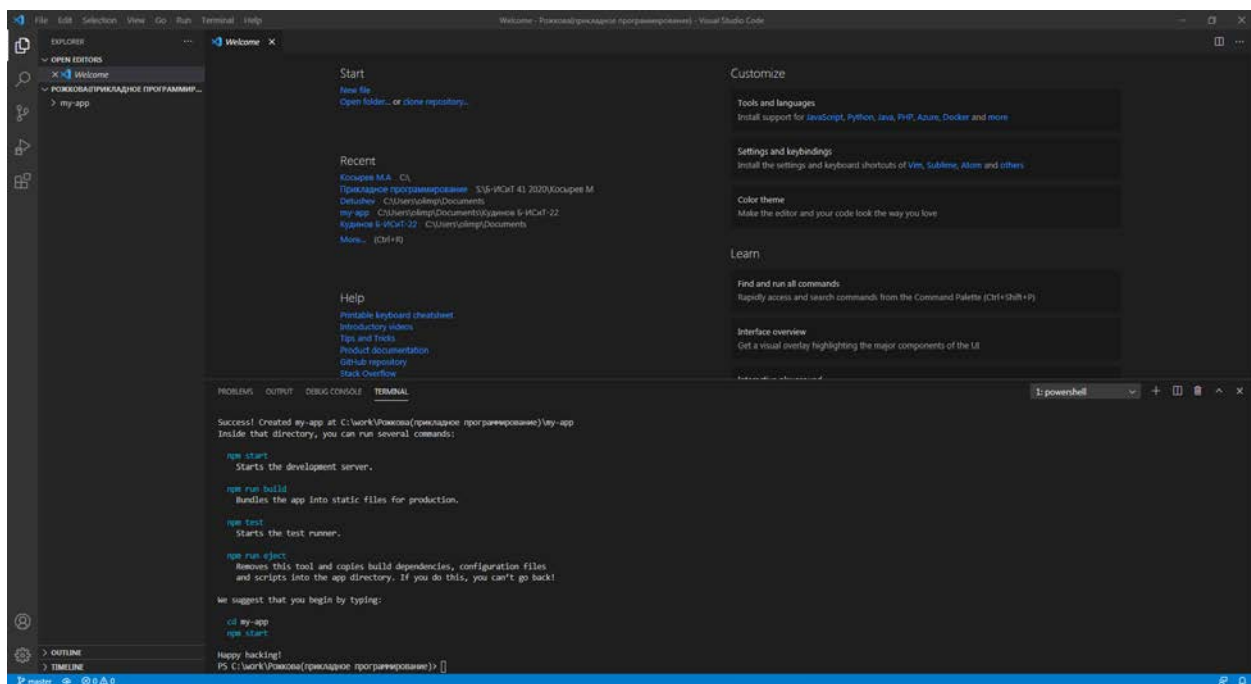 File Edit Selection View Go Run Terminal Help
Welcome - Рожкова(прикладное программирование) - Visual Studio Code
EXPLORER ...
Welcome ×
OPEN EDITORS
× Welcome
РОЖКОВА(ПРИКЛАДНОЕ ПРОГРАММИР...
> my-app
Start
New file
Open folder... or clone repository...
Recent
Косырев М.А C:\
Прикладное программирование S:\Б-ИСиТ 41 2020\Косырев М
Detushev C:\Users\olimp\Documents
my-app C:\Users\olimp\Documents\Кудинов Б-ИСиТ-22
Кудинов Б-ИСиТ-22 C:\Users\olimp\Documents
More... (Ctrl+R)
Help
Printable keyboard cheatsheet
Introductory videos
Tips and Tricks
Product documentation
GitHub repository
Stack Overflow
Customize
Tools and languages
Install support for JavaScript, Python, Java, PHP, Azure, Docker and more
Settings and keybindings
Install the settings and keyboard shortcuts of Vim, Sublime, Atom and others
Color theme
Make the editor and your code look the way you love
Learn
Find and run all commands
Rapidly access and search commands from the Command Palette (Ctrl+Shift+P)
Interface overview
Get a visual overlay highlighting the major components of the UI
PROBLEMS OUTPUT DEBUG CONSOLE TERMINAL
1: powershell
Success! Created my-app at C:\work\Рожкова(прикладное программирование)\my-app
Inside that directory, you can run several commands:
npm start
Starts the development server.
npm run build
Bundles the app into static files for production.
npm test
Starts the test runner.
npm run eject
Removes this tool and copies build dependencies, configuration files
and scripts into the app directory. If you do this, you can't go back!
We suggest that you begin by typing:
cd my-app
npm start
Happy hacking!
PS C:\work\Рожкова(прикладное программирование)>
> OUTLINE
> TIMELINE
master 0 0